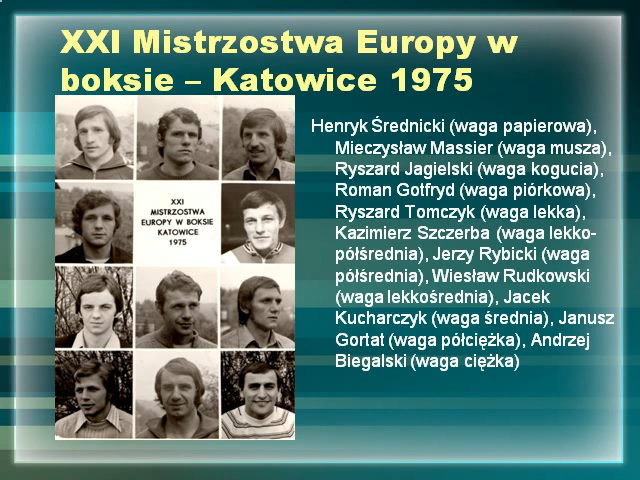 XXI Mistrzostwa Europy w
boksie – Katowice 1975
XXI
MISTRZOSTWA
EUROPY W BOKSIE
KATOWICE
1975
Henryk Średnicki (waga papierowa),
Mieczysław Massier (waga musza),
Ryszard Jagielski (waga kogucia),
Roman Gotfryd (waga piórkowa),
Ryszard Tomczyk (waga lekka),
Kazimierz Szczerba (waga lekko-
półśrednia), Jerzy Rybicki (waga
półśrednia), Wiesław Rudkowski
(waga lekkośrednia), Jacek
Kucharczyk (waga średnia), Janusz
Gortat (waga półciężka), Andrzej
Biegalski (waga ciężka)